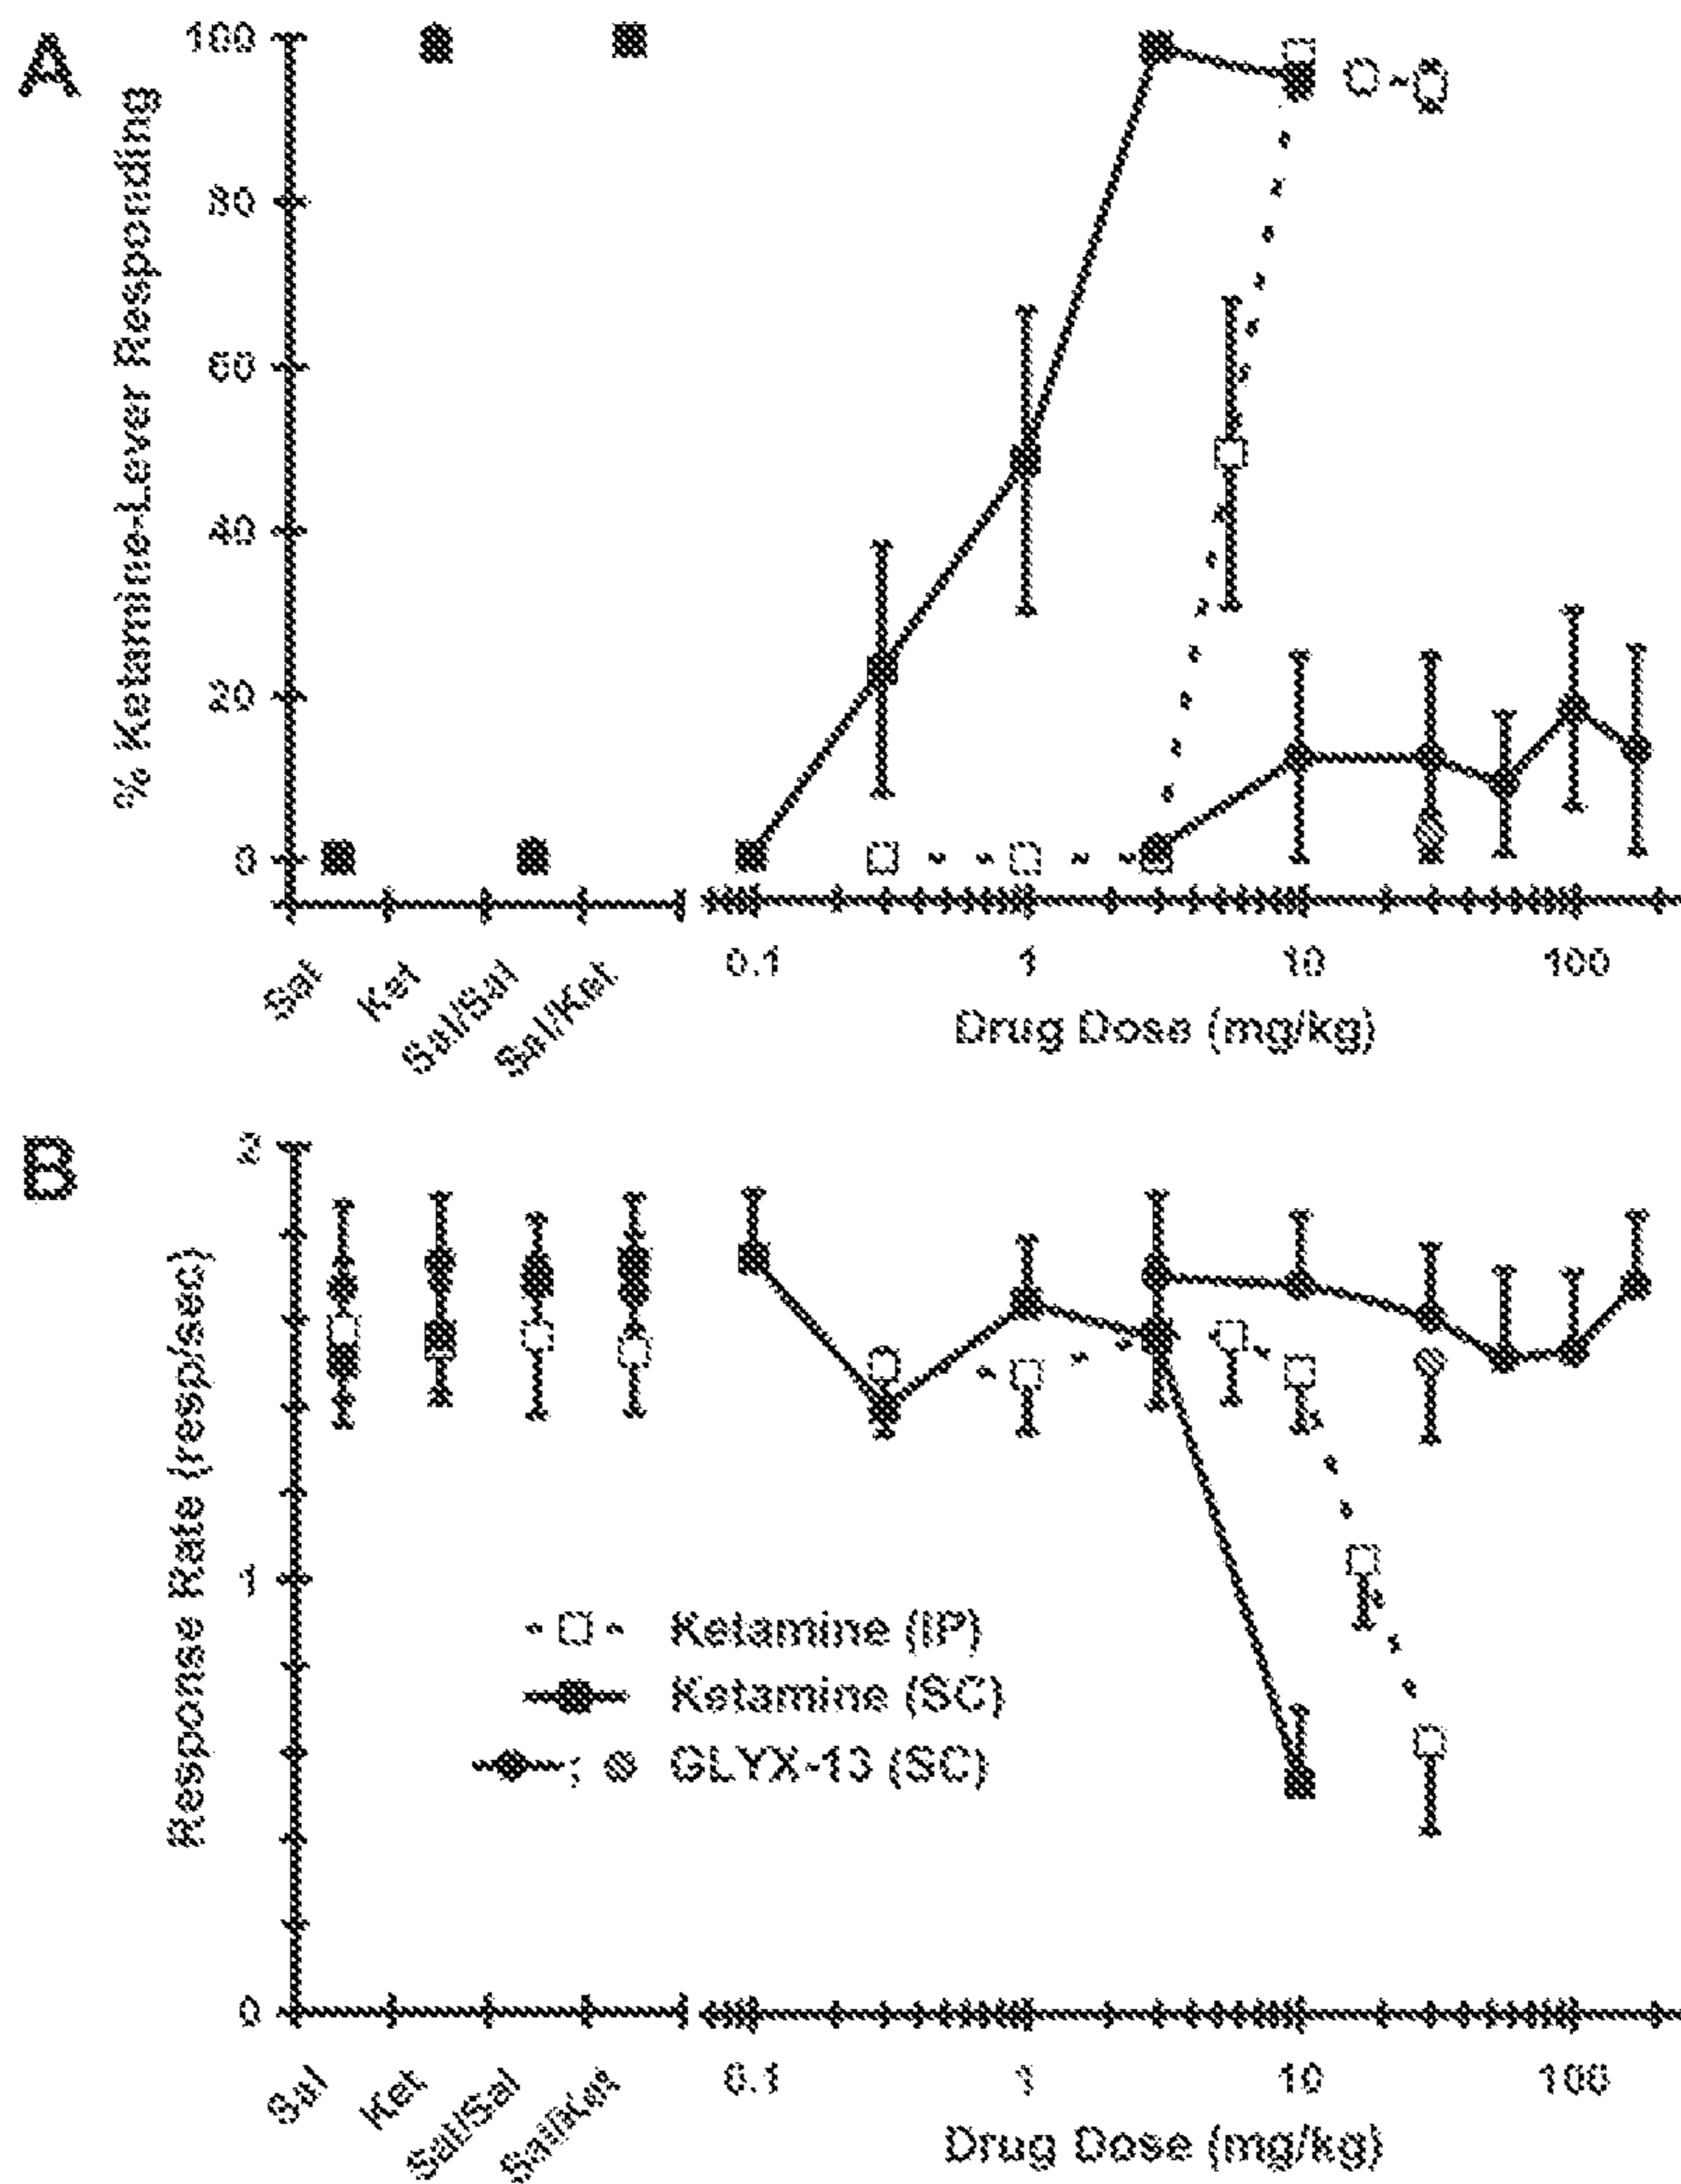 A
% Ketamine-Lever Responding
100
80
60
40
20
0
Sal
Ket
Sal/Sal
Sal/Ket
0.1
1
10
100
Drug Dose (mg/kg)
B
Response Rate (resp/sec)
2
1
0
Ketamine (IP)
Ketamine (SC)
; GLYX-13 (SC)
Sal
Ket
Sal/Sal
Sal/Ket
0.1
1
10
100
Drug Dose (mg/kg)